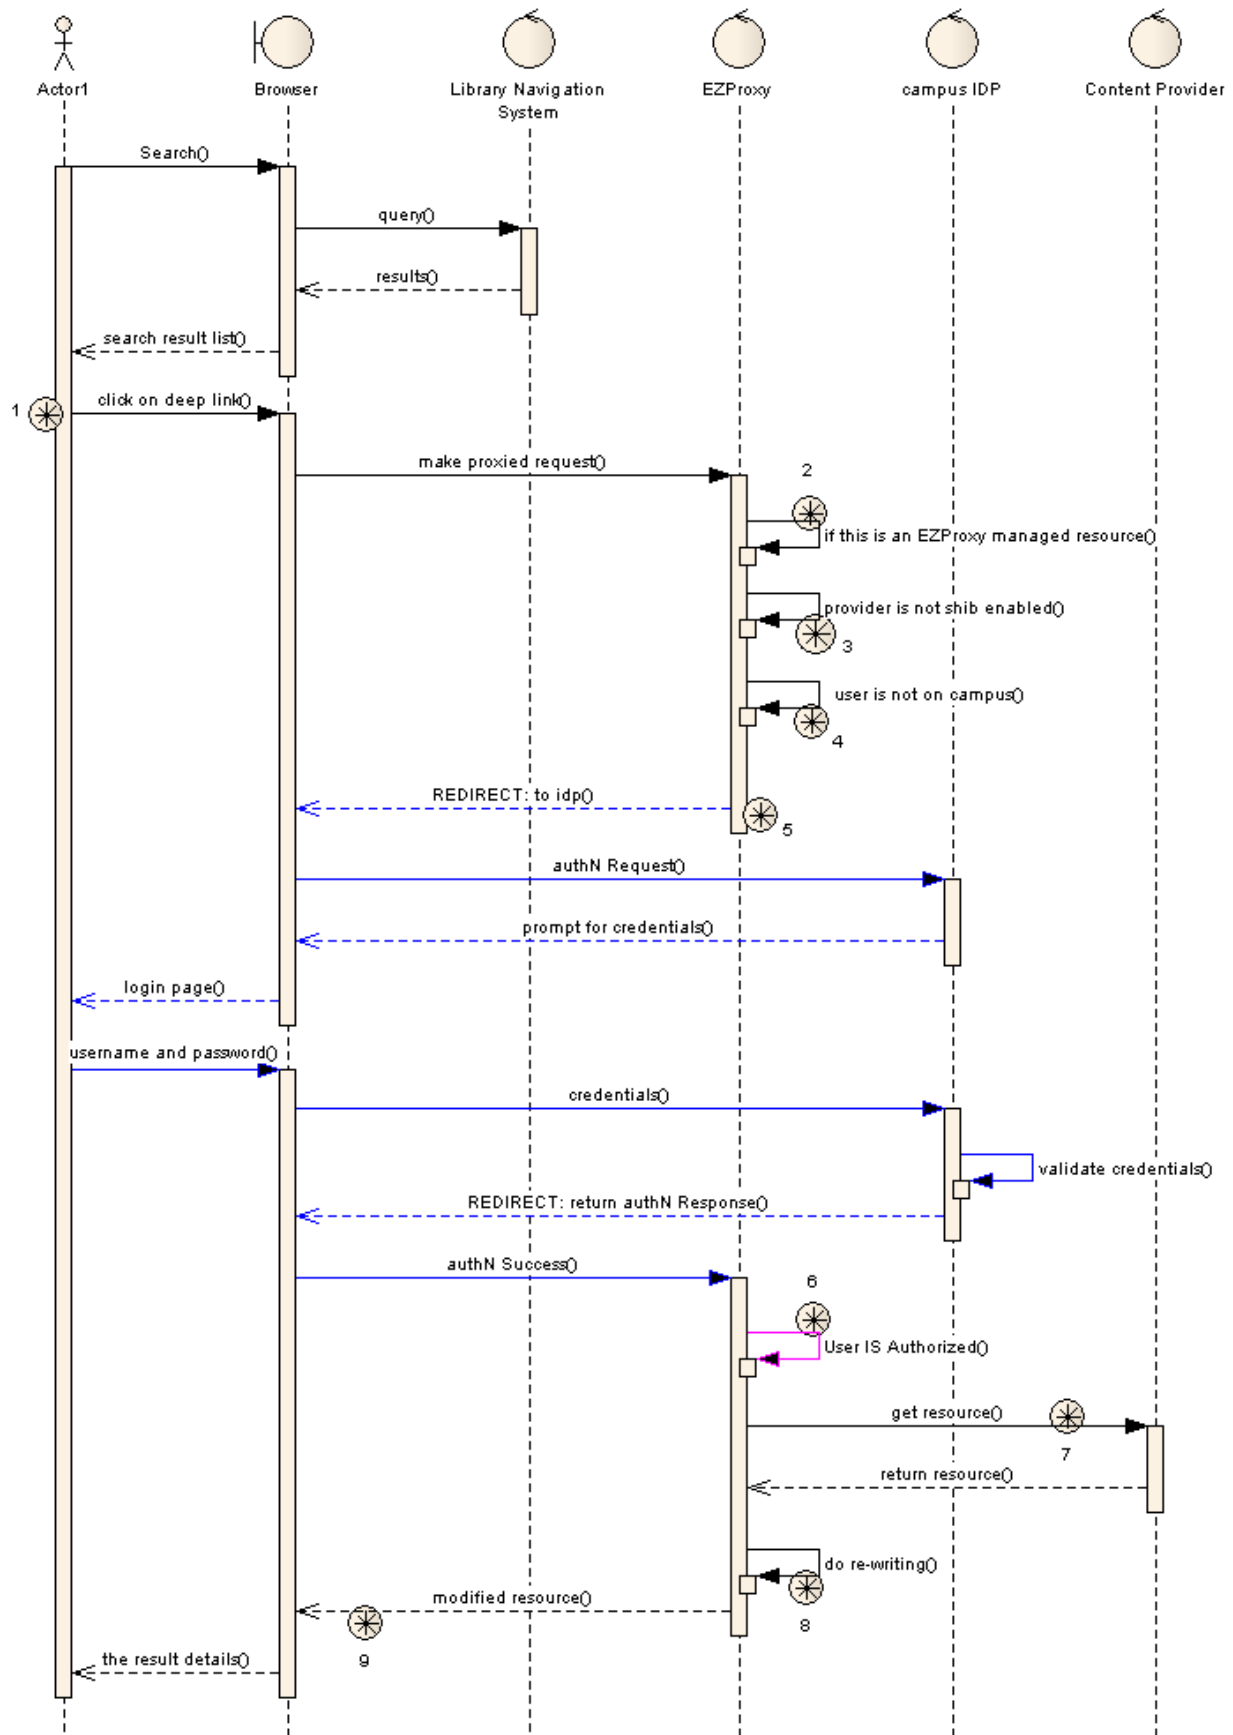 Actor1
Browser
Library Navigation
System
EZProxy
campus IDP
Content Provider
Search()
query()
results()
search result list()
1
click on deep link()
make proxied request()
2
if this is an EZProxy managed resource()
provider is not shib enabled()
3
user is not on campus()
4
REDIRECT: to idp()
5
authN Request()
prompt for credentials()
login page()
username and password()
credentials()
validate credentials()
REDIRECT: return authN Response()
authN Success()
6
User IS Authorized()
get resource()
7
return resource()
do re-writing()
modified resource()
8
9
the result details()